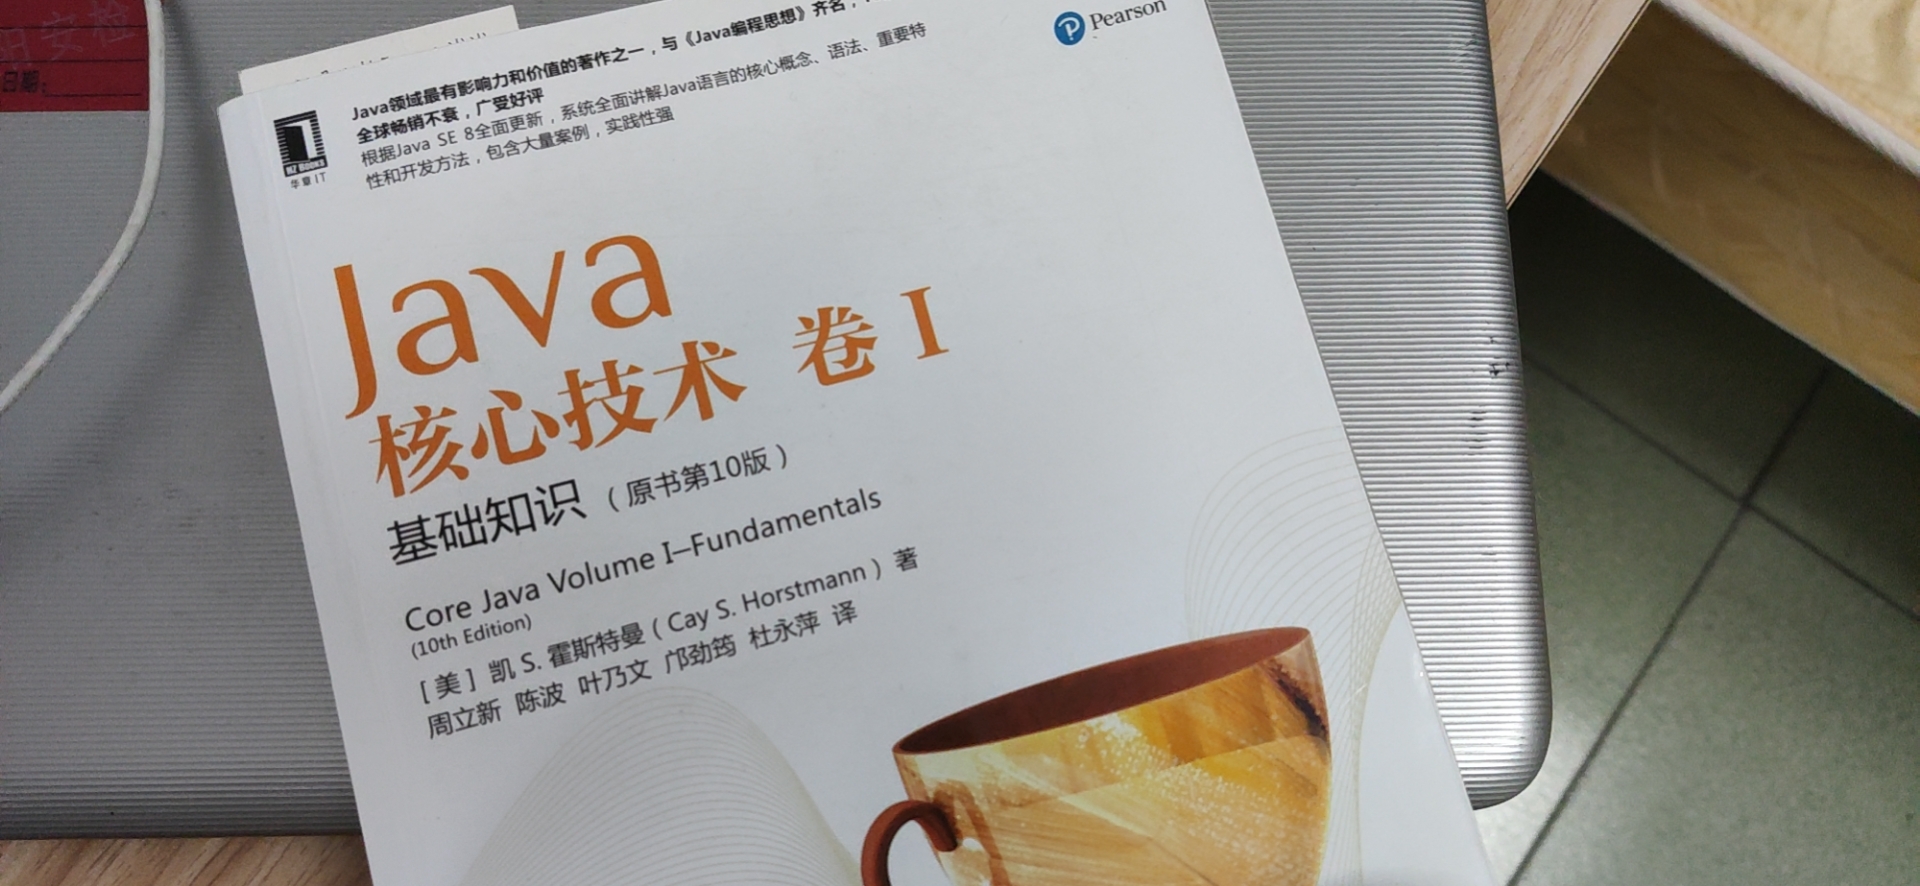 安检
日期:
Java领域最有影响力和价值的著作之一,与《Java编程思想》齐名,
全球畅销不衰,广受好评
根据Java SE 8全面更新,系统全面讲解Java语言的核心概念、语法、重要特
性和开发方法,包含大量案例,实践性强
Pearson
HZ BOOKS
华章IT
Java
核心技术 卷 I
基础知识(原书第10版)
Core Java Volume I—Fundamentals
(10th Edition)
[美] 凯 S. 霍斯特曼(Cay S. Horstmann)著
周立新 陈波 叶乃文 邝劲筠 杜永萍 译